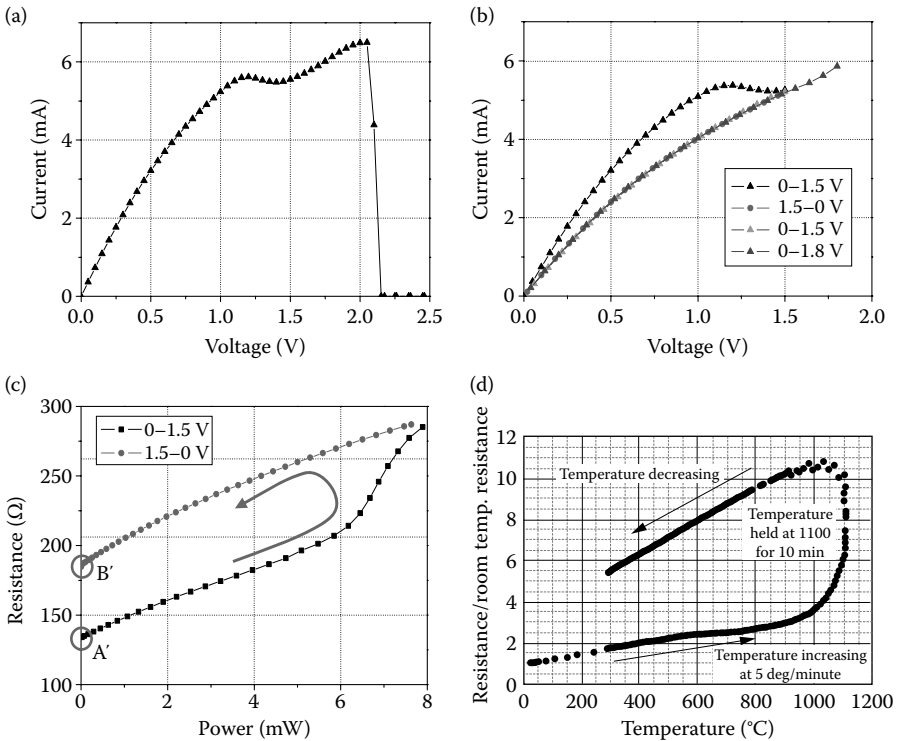 (a)
Current (mA)
6
4
2
0
0.0 0.5 1.0 1.5 2.0 2.5
Voltage (V)
(b)
Current (mA)
6
4
2
0
0–1.5 V
1.5–0 V
0–1.5 V
0–1.8 V
0.0 0.5 1.0 1.5 2.0
Voltage (V)
(c)
Resistance (Ω)
300
250
200
150
100
0–1.5 V
1.5–0 V
B′
A′
0 2 4 6 8
Power (mW)
(d)
Resistance/room temp. resistance
12
10
8
6
4
2
0
Temperature decreasing
Temperature
held at 1100
for 10 min
Temperature increasing
at 5 deg/minute
0 200 400 600 800 1000 1200
Temperature (°C)